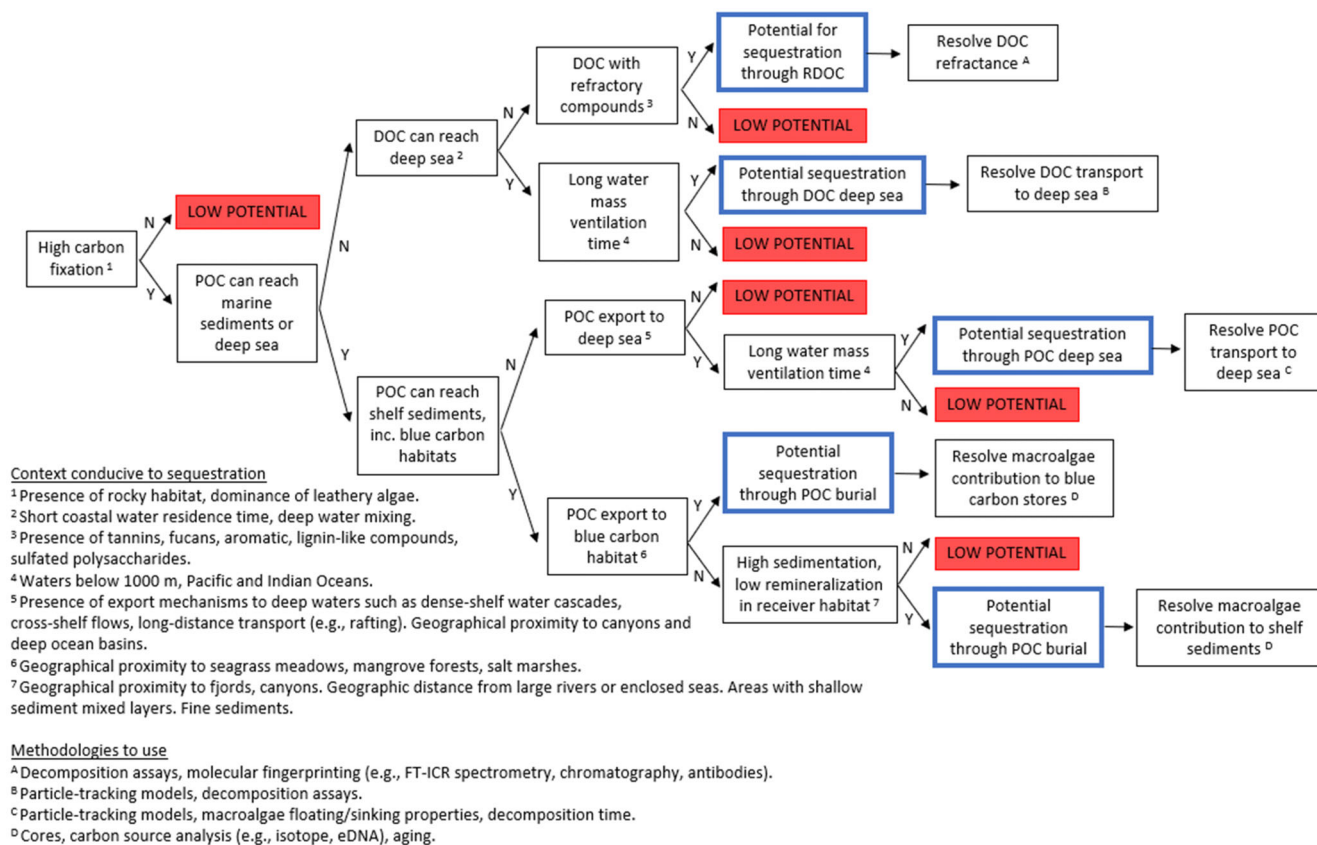 High carbon
fixation 1
N
Y
LOW POTENTIAL
POC can reach
marine
sediments or
deep sea
N
Y
DOC can reach
deep sea 2
N
Y
DOC with
refractory
compounds 3
Y
N
Potential for
sequestration
through RDOC
Resolve DOC
refractance A
LOW POTENTIAL
Long water
mass
ventilation
time 4
Y
N
Potential sequestration
through DOC deep sea
Resolve DOC transport
to deep sea B
LOW POTENTIAL
POC can reach
shelf sediments,
inc. blue carbon
habitats
N
Y
POC export to
deep sea 5
N
Y
LOW POTENTIAL
Long water mass
ventilation time 4
Y
N
Potential sequestration
through POC deep sea
Resolve POC
transport to
deep sea C
LOW POTENTIAL
POC export to
blue carbon
habitat 6
Y
N
Potential
sequestration
through POC burial
Resolve macroalgae
contribution to blue
carbon stores D
High sedimentation,
low remineralization
in receiver habitat 7
N
Y
LOW POTENTIAL
Potential
sequestration
through POC burial
Resolve macroalgae
contribution to shelf
sediments D
Context conducive to sequestration
1 Presence of rocky habitat, dominance of leathery algae.
2 Short coastal water residence time, deep water mixing.
3 Presence of tannins, fucans, aromatic, lignin-like compounds,
sulfated polysaccharides.
4 Waters below 1000 m, Pacific and Indian Oceans.
5 Presence of export mechanisms to deep waters such as dense-shelf water cascades,
cross-shelf flows, long-distance transport (e.g., rafting). Geographical proximity to canyons and
deep ocean basins.
6 Geographical proximity to seagrass meadows, mangrove forests, salt marshes.
7 Geographical proximity to fjords, canyons. Geographic distance from large rivers or enclosed seas. Areas with shallow
sediment mixed layers. Fine sediments.
Methodologies to use
A Decomposition assays, molecular fingerprinting (e.g., FT-ICR spectrometry, chromatography, antibodies).
B Particle-tracking models, decomposition assays.
C Particle-tracking models, macroalgae floating/sinking properties, decomposition time.
D Cores, carbon source analysis (e.g., isotope, eDNA), aging.